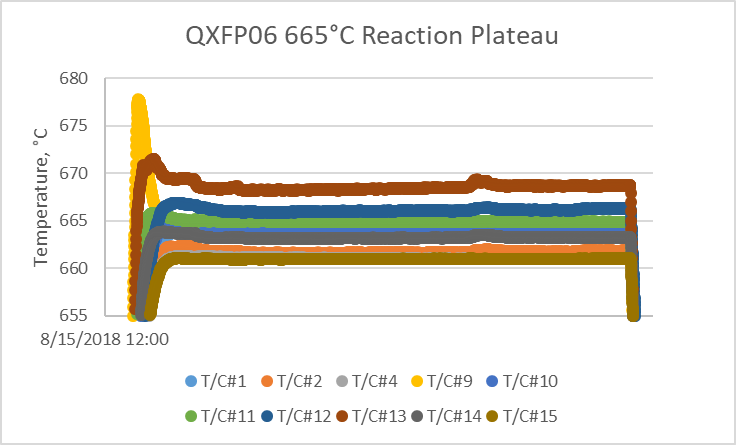 QXFP06 665°C Reaction Plateau
Temperature, °C
680
675
670
665
660
655
8/15/2018 12:00
T/C#1 T/C#2 T/C#4 T/C#9 T/C#10
T/C#11 T/C#12 T/C#13 T/C#14 T/C#15